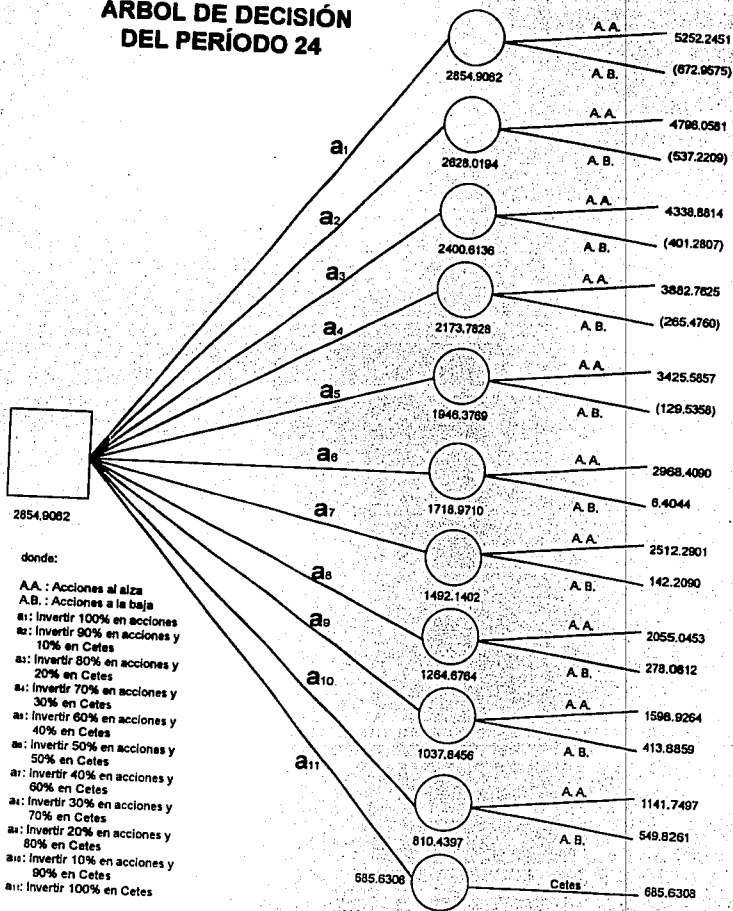 ÁRBOL DE DECISIÓN
DEL PERÍODO 24
A. A.
5252.2451
2854.9082
A. B.
(672.9575)
a1
A. A.
4796.0581
2628.0194
A. B.
(537.2209)
a2
A. A.
4338.8814
2400.6136
A. B.
(401.2807)
a3
A. A.
3882.7625
2173.7828
A. B.
(265.4760)
a4
A. A.
3425.5857
1946.3769
A. B.
(129.5358)
a5
A. A.
2968.4090
1718.9710
A. B.
6.4044
a6
A. A.
2512.2901
1492.1402
A. B.
142.2090
a7
A. A.
2055.0453
1264.6764
A. B.
278.0812
a8
A. A.
1598.9264
1037.8456
A. B.
413.8859
a9
A. A.
1141.7497
810.4397
A. B.
549.8261
a10
685.6308
Cetes
685.6308
a11
2854.9082
donde:
A.A. : Acciones al alza
A.B. : Acciones a la baja
a1: Invertir 100% en acciones
a2: Invertir 90% en acciones y
10% en Cetes
a3: Invertir 80% en acciones y
20% en Cetes
a4: Invertir 70% en acciones y
30% en Cetes
a5: Invertir 60% en acciones y
40% en Cetes
a6: Invertir 50% en acciones y
50% en Cetes
a7: Invertir 40% en acciones y
60% en Cetes
a8: Invertir 30% en acciones y
70% en Cetes
a9: Invertir 20% en acciones y
80% en Cetes
a10: Invertir 10% en acciones y
90% en Cetes
a11: Invertir 100% en Cetes